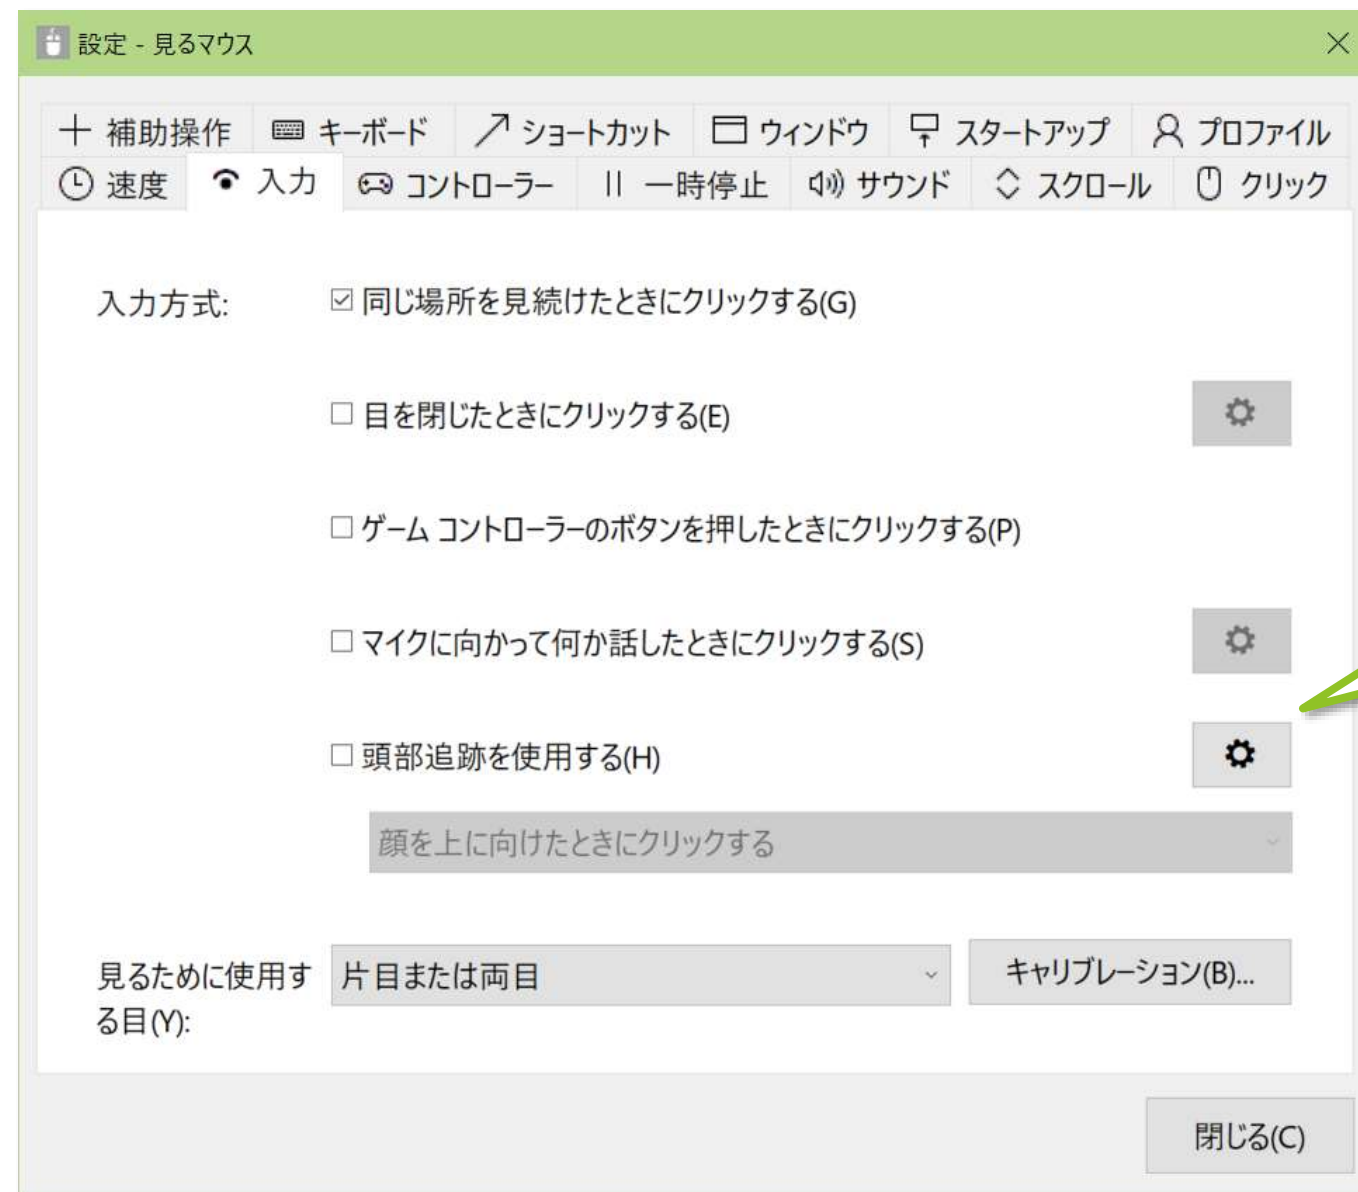 設定 - 見るマウス
補助操作 キーボード ショートカット ウィンドウ スタートアップ プロファイル
速度 入力 コントローラー 一時停止 サウンド スクロール クリック
入力方式: 同じ場所を見続けたときにクリックする(G)
目を閉じたときにクリックする(E)
ゲーム コントローラーのボタンを押したときにクリックする(P)
マイクに向かって何か話したときにクリックする(S)
頭部追跡を使用する(H)
顔を上に向けたときにクリックする
見るために使用す 片目または両目 キャリブレーション(B)...
る目(Y):
閉じる(C)